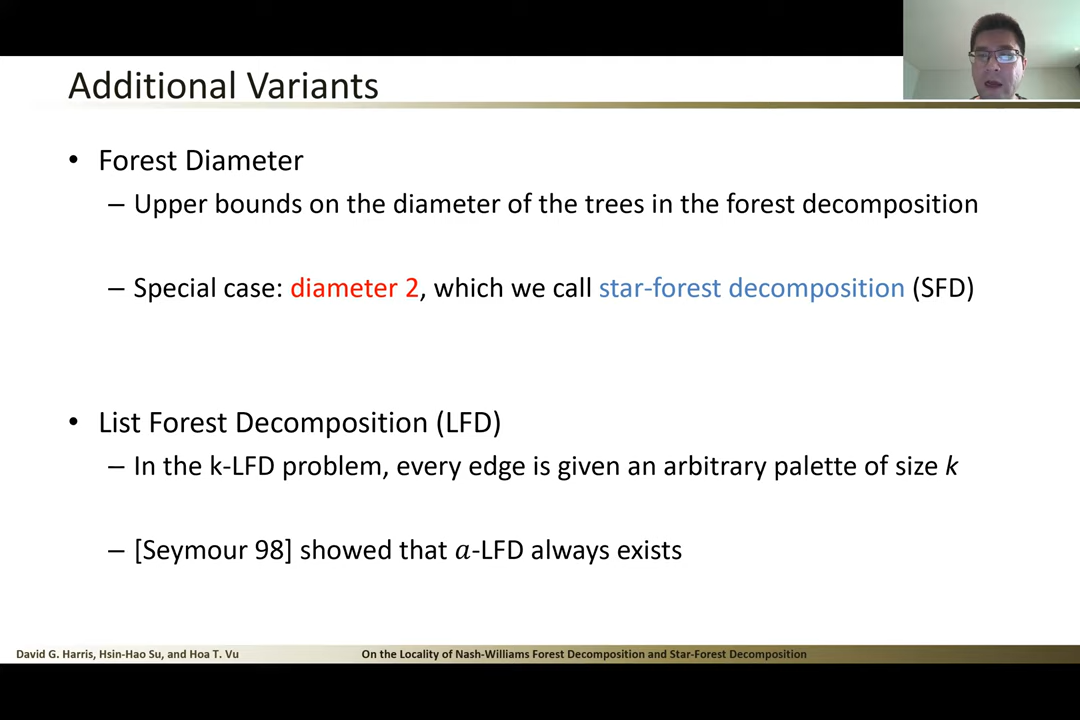 Additional Variants
• Forest Diameter
– Upper bounds on the diameter of the trees in the forest decomposition
– Special case: diameter 2, which we call star-forest decomposition (SFD)
• List Forest Decomposition (LFD)
– In the k-LFD problem, every edge is given an arbitrary palette of size k
– [Seymour 98] showed that a-LFD always exists
David G. Harris, Hsin-Hao Su, and Hoa T. Vu
On the Locality of Nash-Williams Forest Decomposition and Star-Forest Decomposition